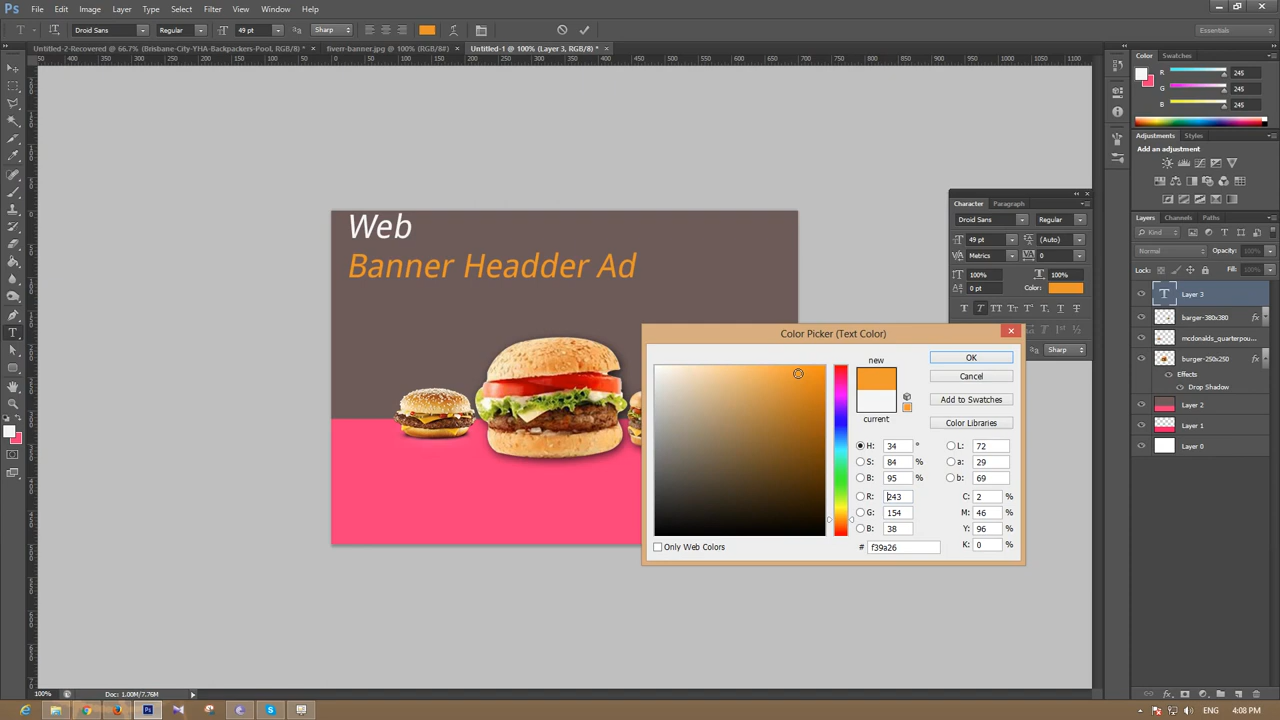 Ps File Edit Image Layer Type Select Filter View Window Help
T Droid Sans Regular 49 pt Sharp Essentials
Untitled-2-Recovered @ 66.7% (Brisbane-City-YHA-Backpackers-Pool, RGB/8) * × fiverr-banner.jpg @ 100% (RGB/8#) × Untitled-1 @ 100% (Layer 3, RGB/8) * ×
Color Swatches
R 245
G 245
B 245
Adjustments Styles
Add an adjustment
Character Paragraph
Droid Sans Regular
49 pt (Auto)
Metrics 0
100% 100%
0 pt Color:
Sharp
Layers Channels Paths
Kind
Normal Opacity: 100%
Lock: Fill: 100%
Layer 3
barger-380x380 fx
mcdonalds_quarterpou...
burger-250x250 fx
Effects
Drop Shadow
Layer 2
Layer 1
Layer 0
Web
Banner Headder Ad
Color Picker (Text Color)
new
current
OK
Cancel
Add to Swatches
Color Libraries
H: 34 ° L: 72
S: 84 % a: 29
B: 95 % b: 69
R: 243 C: 2 %
G: 154 M: 46 %
B: 38 Y: 96 %
# f39a26 K: 0 %
Only Web Colors
100% Doc: 1.00M/7.76M
ENG 4:08 PM